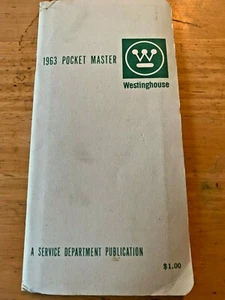 1963 POCKET MASTER
Westinghouse
A SERVICE DEPARTMENT PUBLICATION
$1.00